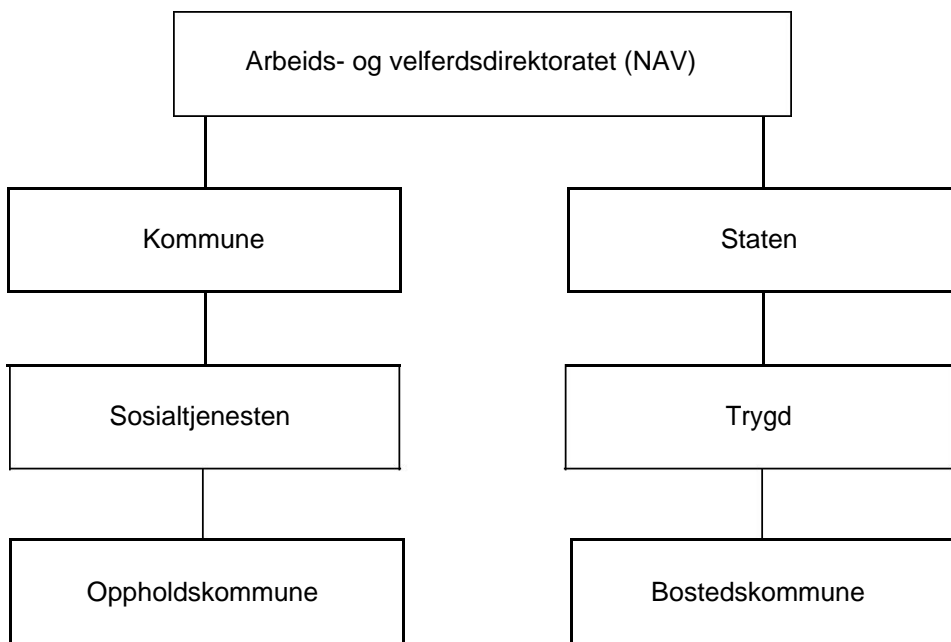 Arbeids- og velferdsdirektoratet (NAV)
Kommune
Staten
Sosialtjenesten
Trygd
Oppholdskommune
Bostedskommune